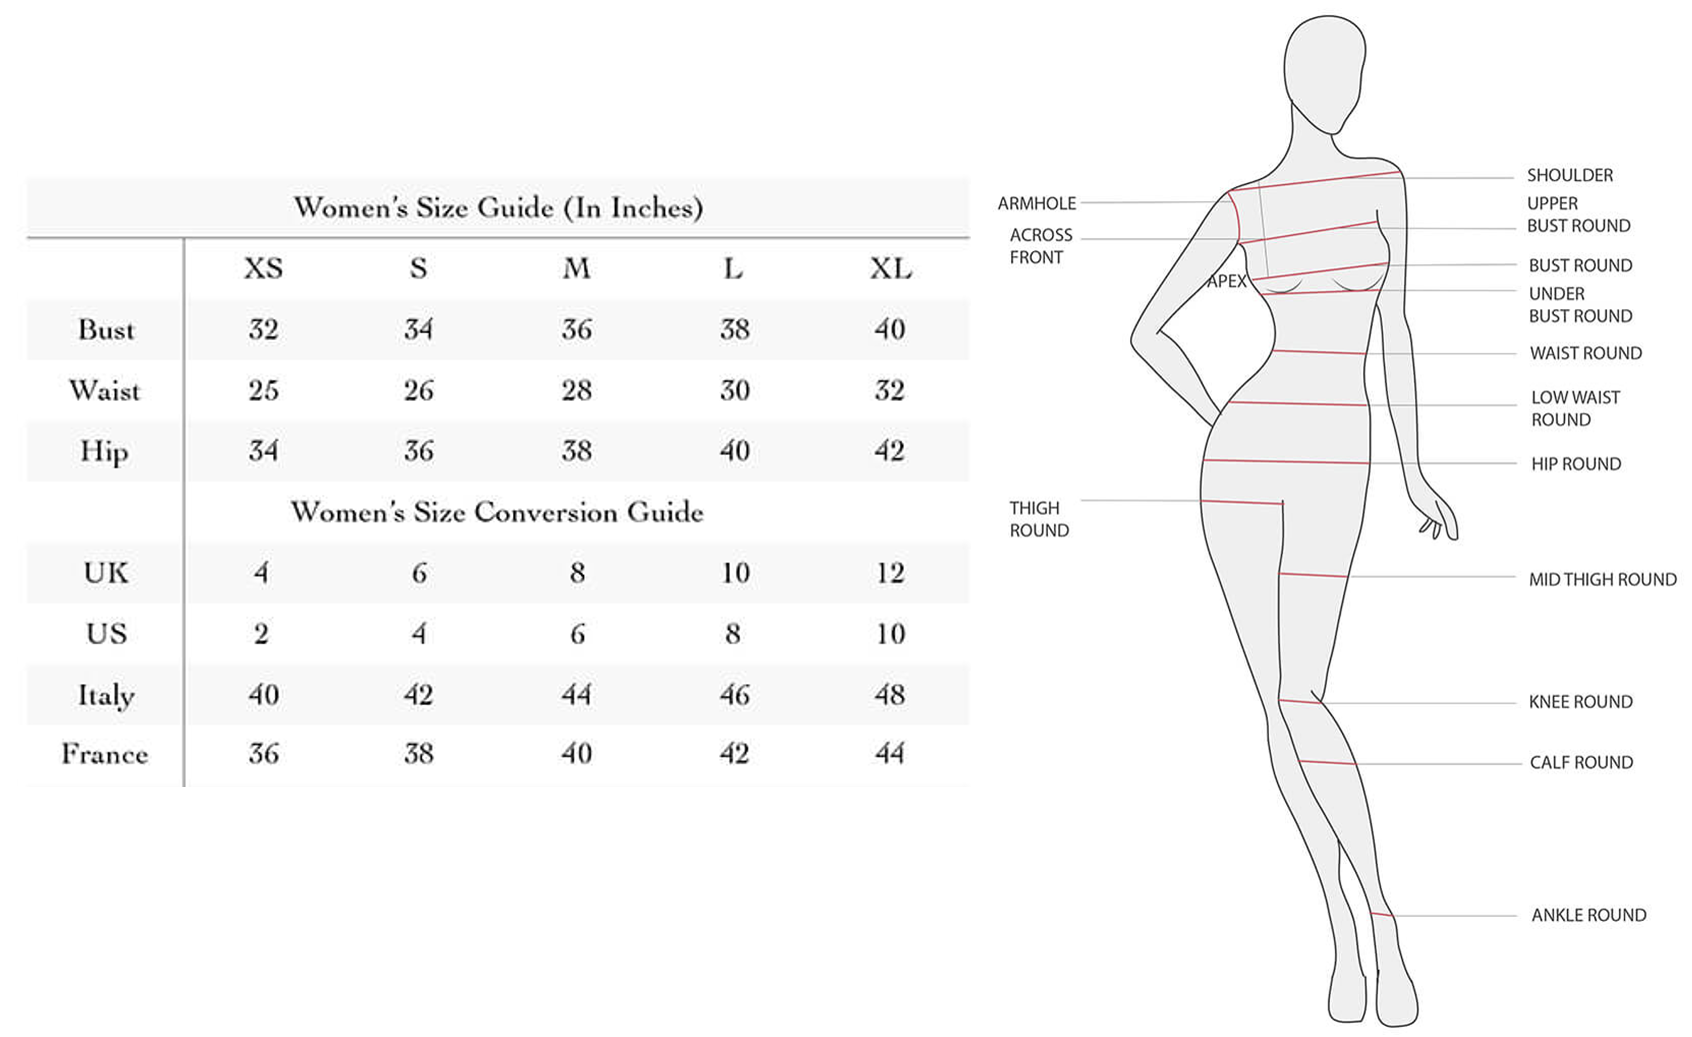 Women's Size Guide (In Inches)
XS S M L XL
Bust 32 34 36 38 40
Waist 25 26 28 30 32
Hip 34 36 38 40 42
Women's Size Conversion Guide
UK 4 6 8 10 12
US 2 4 6 8 10
Italy 40 42 44 46 48
France 36 38 40 42 44
ARMHOLE
ACROSS
FRONT
APEX
THIGH
ROUND
SHOULDER
UPPER
BUST ROUND
BUST ROUND
UNDER
BUST ROUND
WAIST ROUND
LOW WAIST
ROUND
HIP ROUND
MID THIGH ROUND
KNEE ROUND
CALF ROUND
ANKLE ROUND